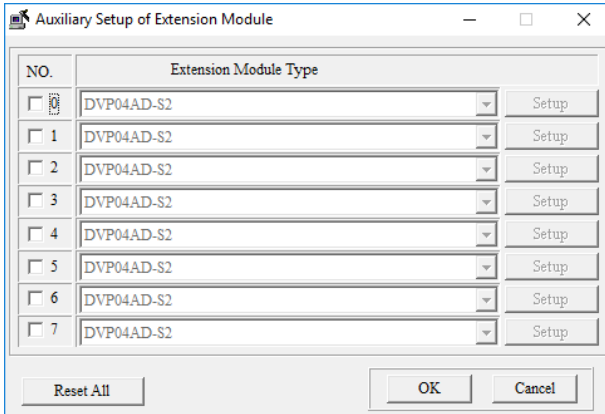 Auxiliary Setup of Extension Module
NO. Extension Module Type
0 DVP04AD-S2 Setup
1 DVP04AD-S2 Setup
2 DVP04AD-S2 Setup
3 DVP04AD-S2 Setup
4 DVP04AD-S2 Setup
5 DVP04AD-S2 Setup
6 DVP04AD-S2 Setup
7 DVP04AD-S2 Setup
Reset All OK Cancel